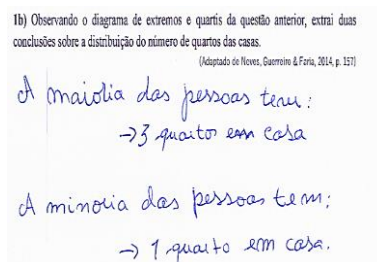 1b) Observando o diagrama de extremos e quartis da questão anterior, extrai duas
conclusões sobre a distribuição do número de quartos das casas.
(Adaptado de Neves, Guerreiro & Faria, 2014, p. 157)
A maiolia das pessoas tem:
→ 3 quartos em casa
A minoria das pessoas tem:
→ 1 quarto em casa.